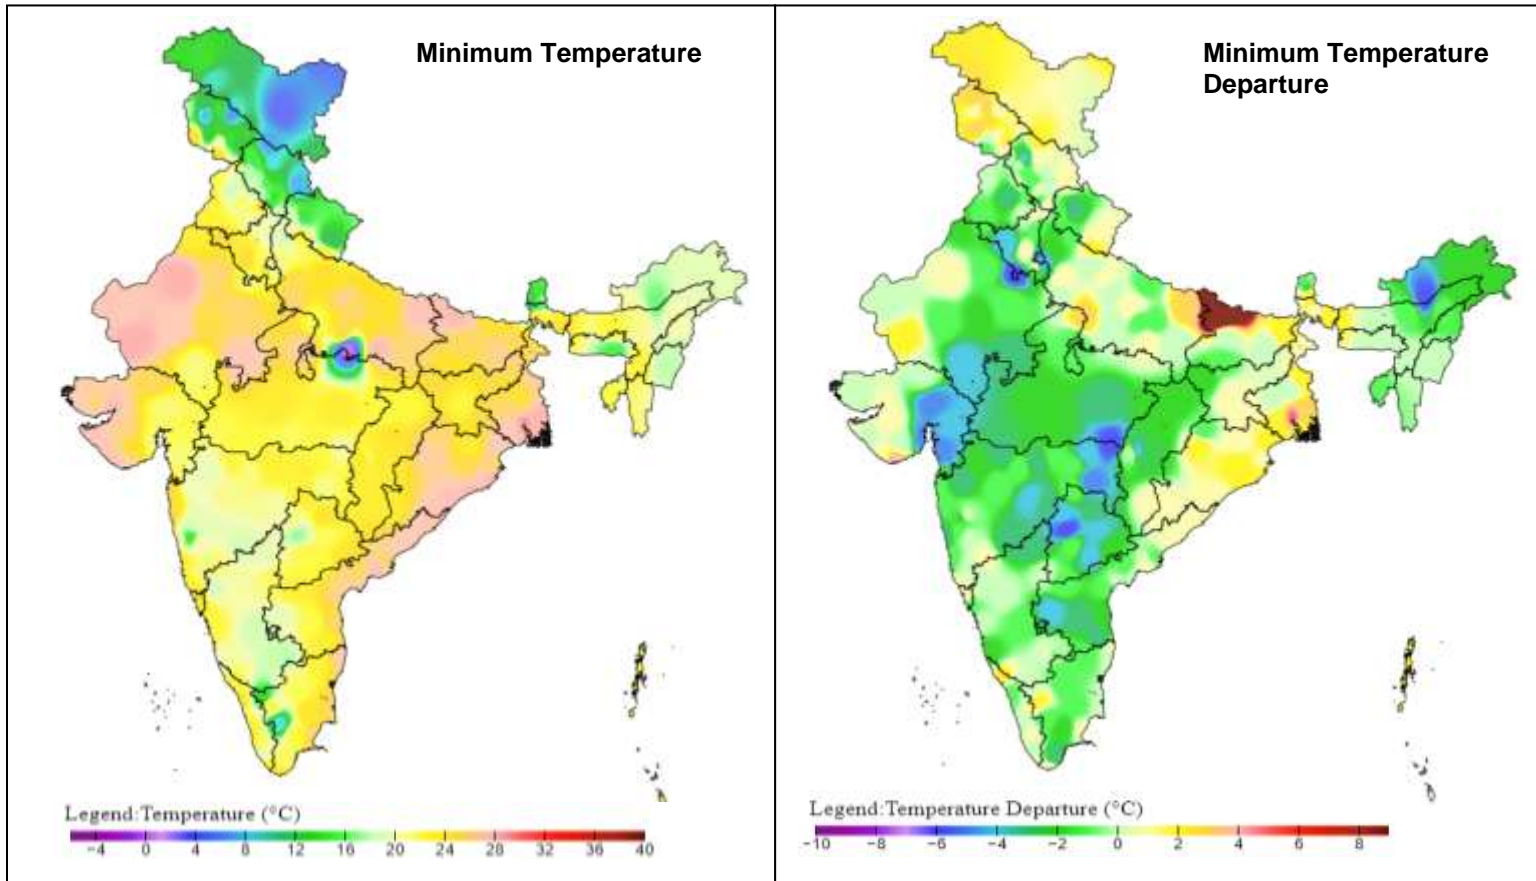 Minimum Temperature
Legend:Temperature (°C)
−4 0 4 8 12 16 20 24 28 32 36 40
Minimum Temperature
Departure
Legend:Temperature Departure (°C)
−10 −8 −6 −4 −2 0 2 4 6 8